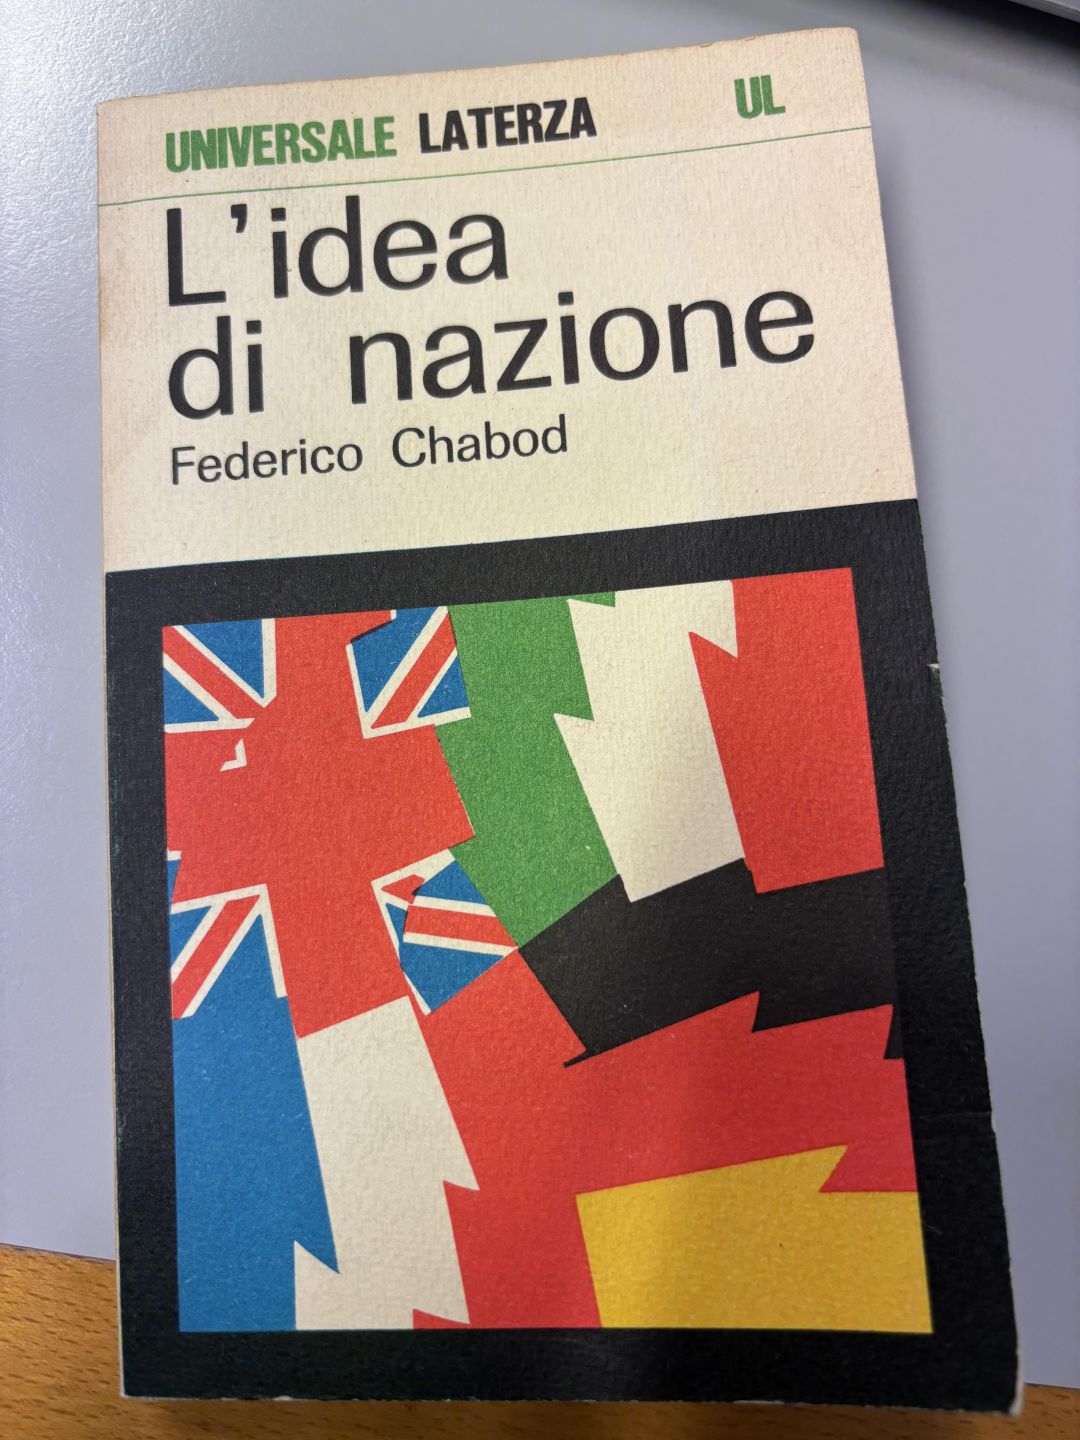 UNIVERSALE LATERZA UL
L'idea
di nazione
Federico Chabod